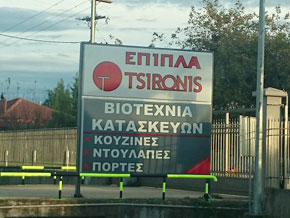 ΕΠΙΠΛΑ
TSIRONIS
ΒΙΟΤΕΧΝΙΑ
ΚΑΤΑΣΚΕΥΩΝ
ΚΟΥΖΙΝΕΣ
ΝΤΟΥΛΑΠΕΣ
ΠΟΡΤΕΣ